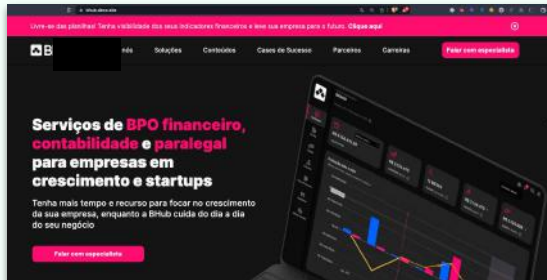 Livre-se das planilhas! Tenha visibilidade dos seus indicadores financeiros e leve sua empresa para o futuro. Clique aqui!
BH
Soluções
Conteúdos
Cases de Sucesso
Parceiros
Carreiras
Falar com especialista
Serviços de BPO financeiro,
contabilidade e paralegal
para empresas em
crescimento e startups
Tenha mais tempo e recurso para focar no crescimento
da sua empresa, enquanto a BHub cuida do dia a dia
do seu negócio
Falar com especialista